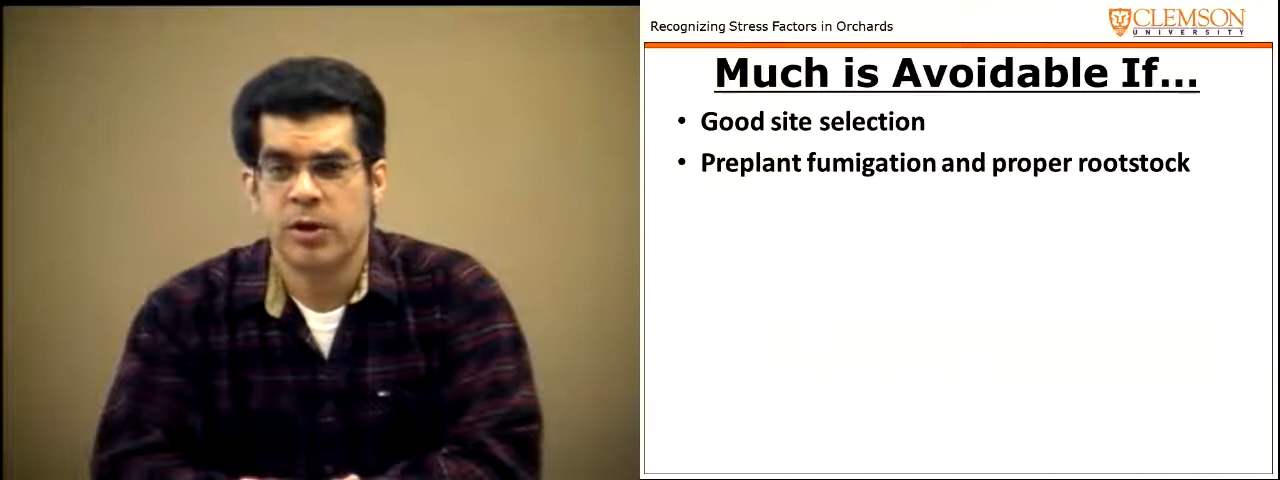 Recognizing Stress Factors in Orchards
CLEMSON
UNIVERSITY
Much is Avoidable If...
• Good site selection
• Preplant fumigation and proper rootstock